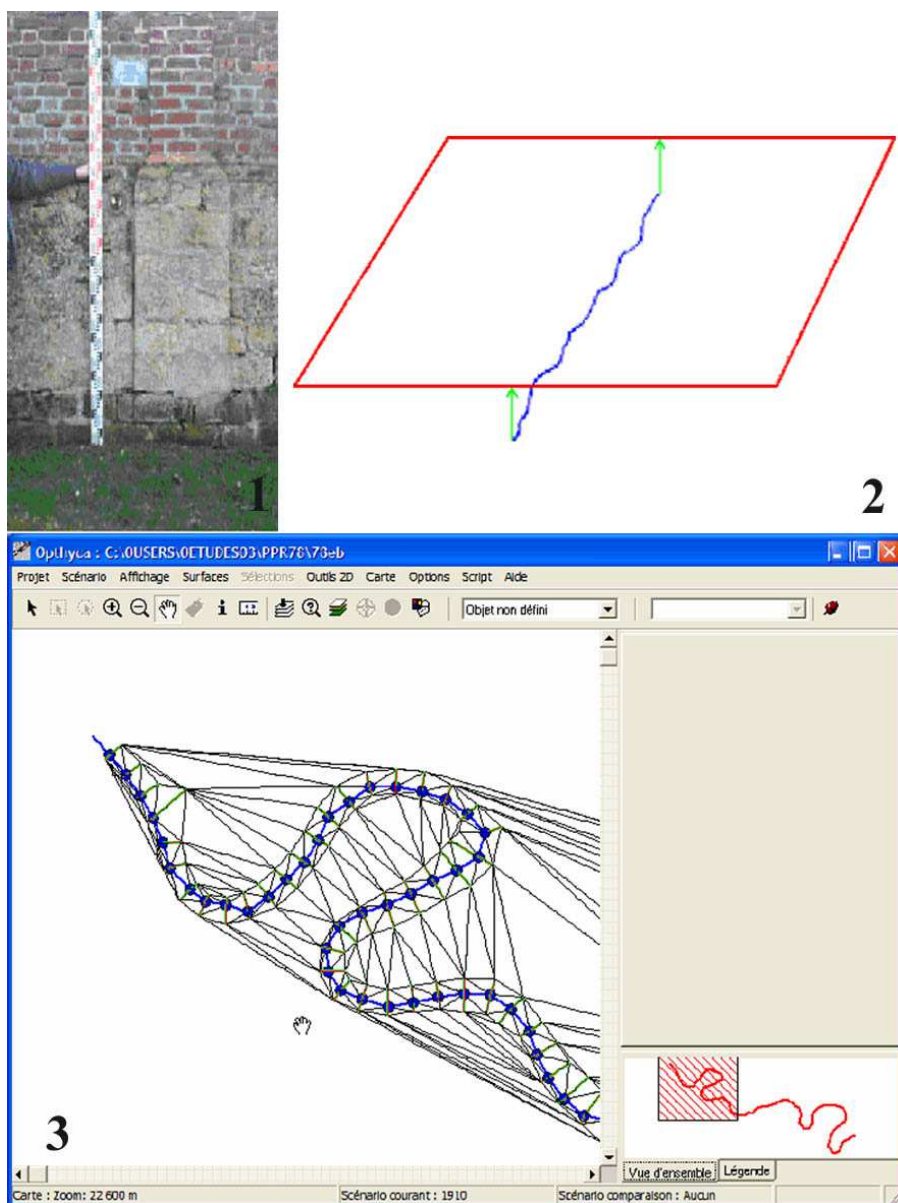 1
2
Opthyca : C:\0USERS\0ETUDES03\PPR78\78eb
Projet Scénario Affichage Surfaces Sélections Outils 2D Carte Options Script Aide
Objet non défini
3
Vue d'ensemble Légende
Carte : Zoom: 22 600 m Scénario courant : 1910 Scénario comparaison : Aucun